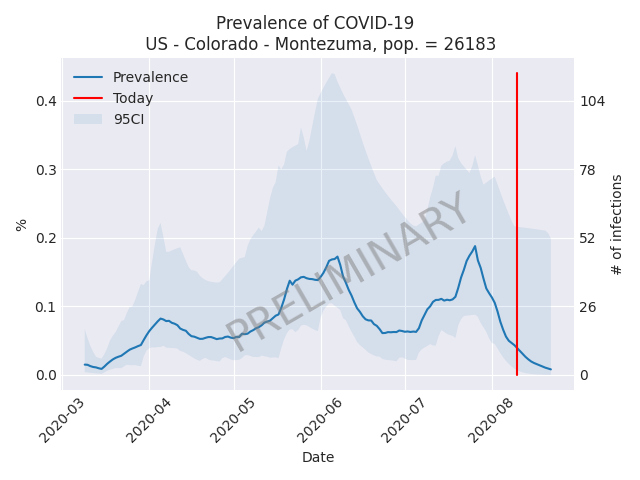 Prevalence of COVID-19
US - Colorado - Montezuma, pop. = 26183
Prevalence
Today
95CI
PRELIMINARY
%
0.4
0.3
0.2
0.1
0.0
104
78
52
26
0
# of infections
2020-03
2020-04
2020-05
2020-06
2020-07
2020-08
Date